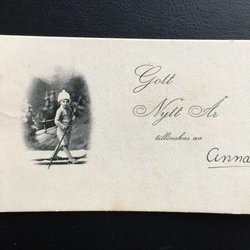 Gott
Nytt År
tillönskas av
Anna